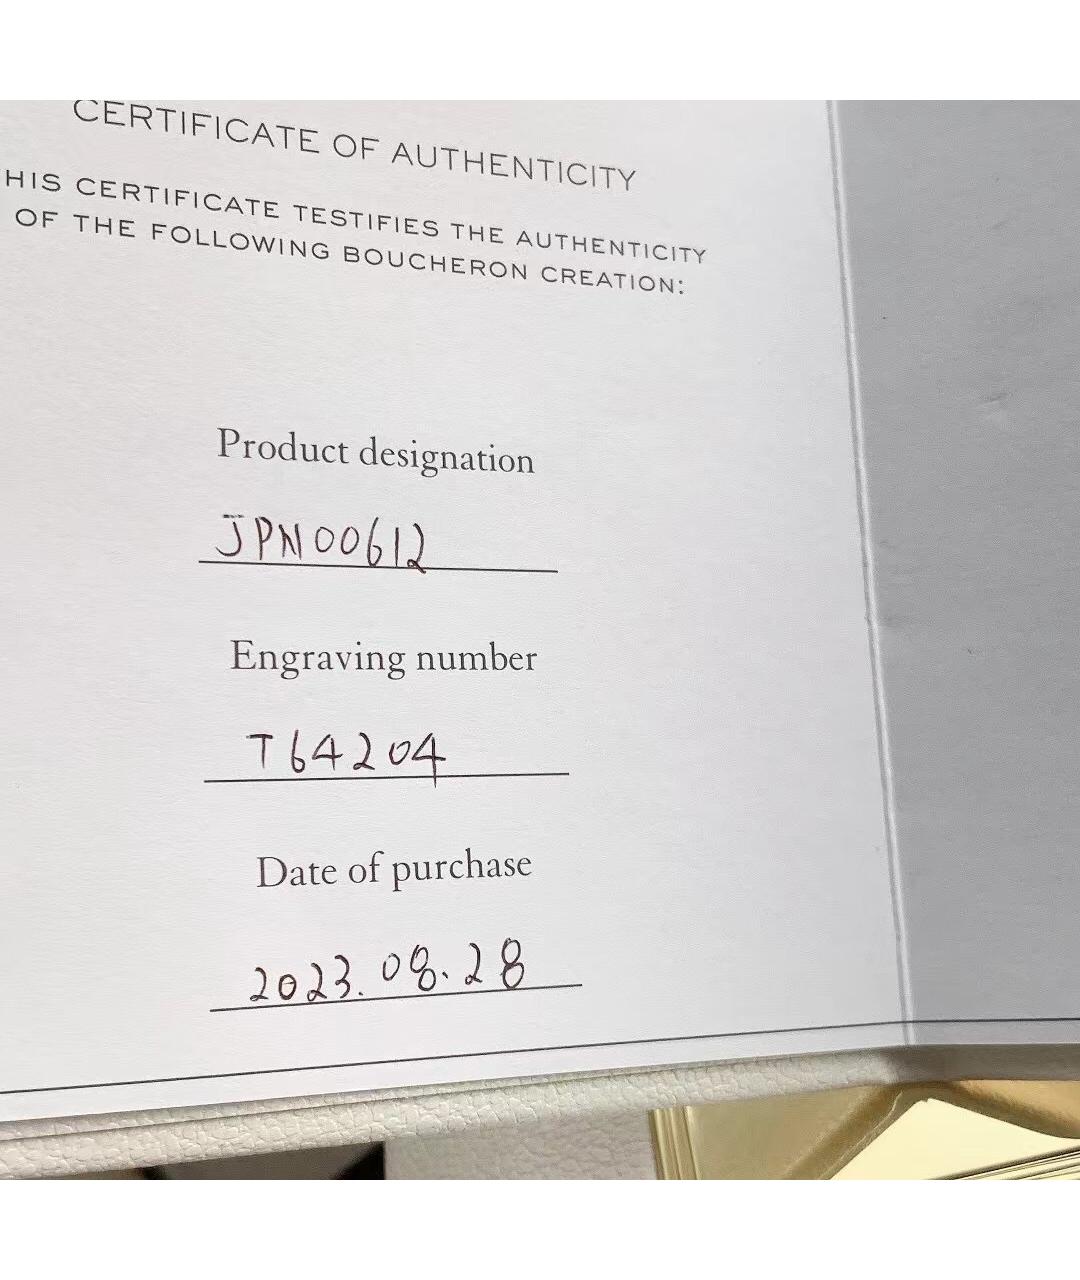 CERTIFICATE OF AUTHENTICITY
HIS CERTIFICATE TESTIFIES THE AUTHENTICITY
OF THE FOLLOWING BOUCHERON CREATION:
Product designation
JPN00612
Engraving number
T64204
Date of purchase
2023.08.28